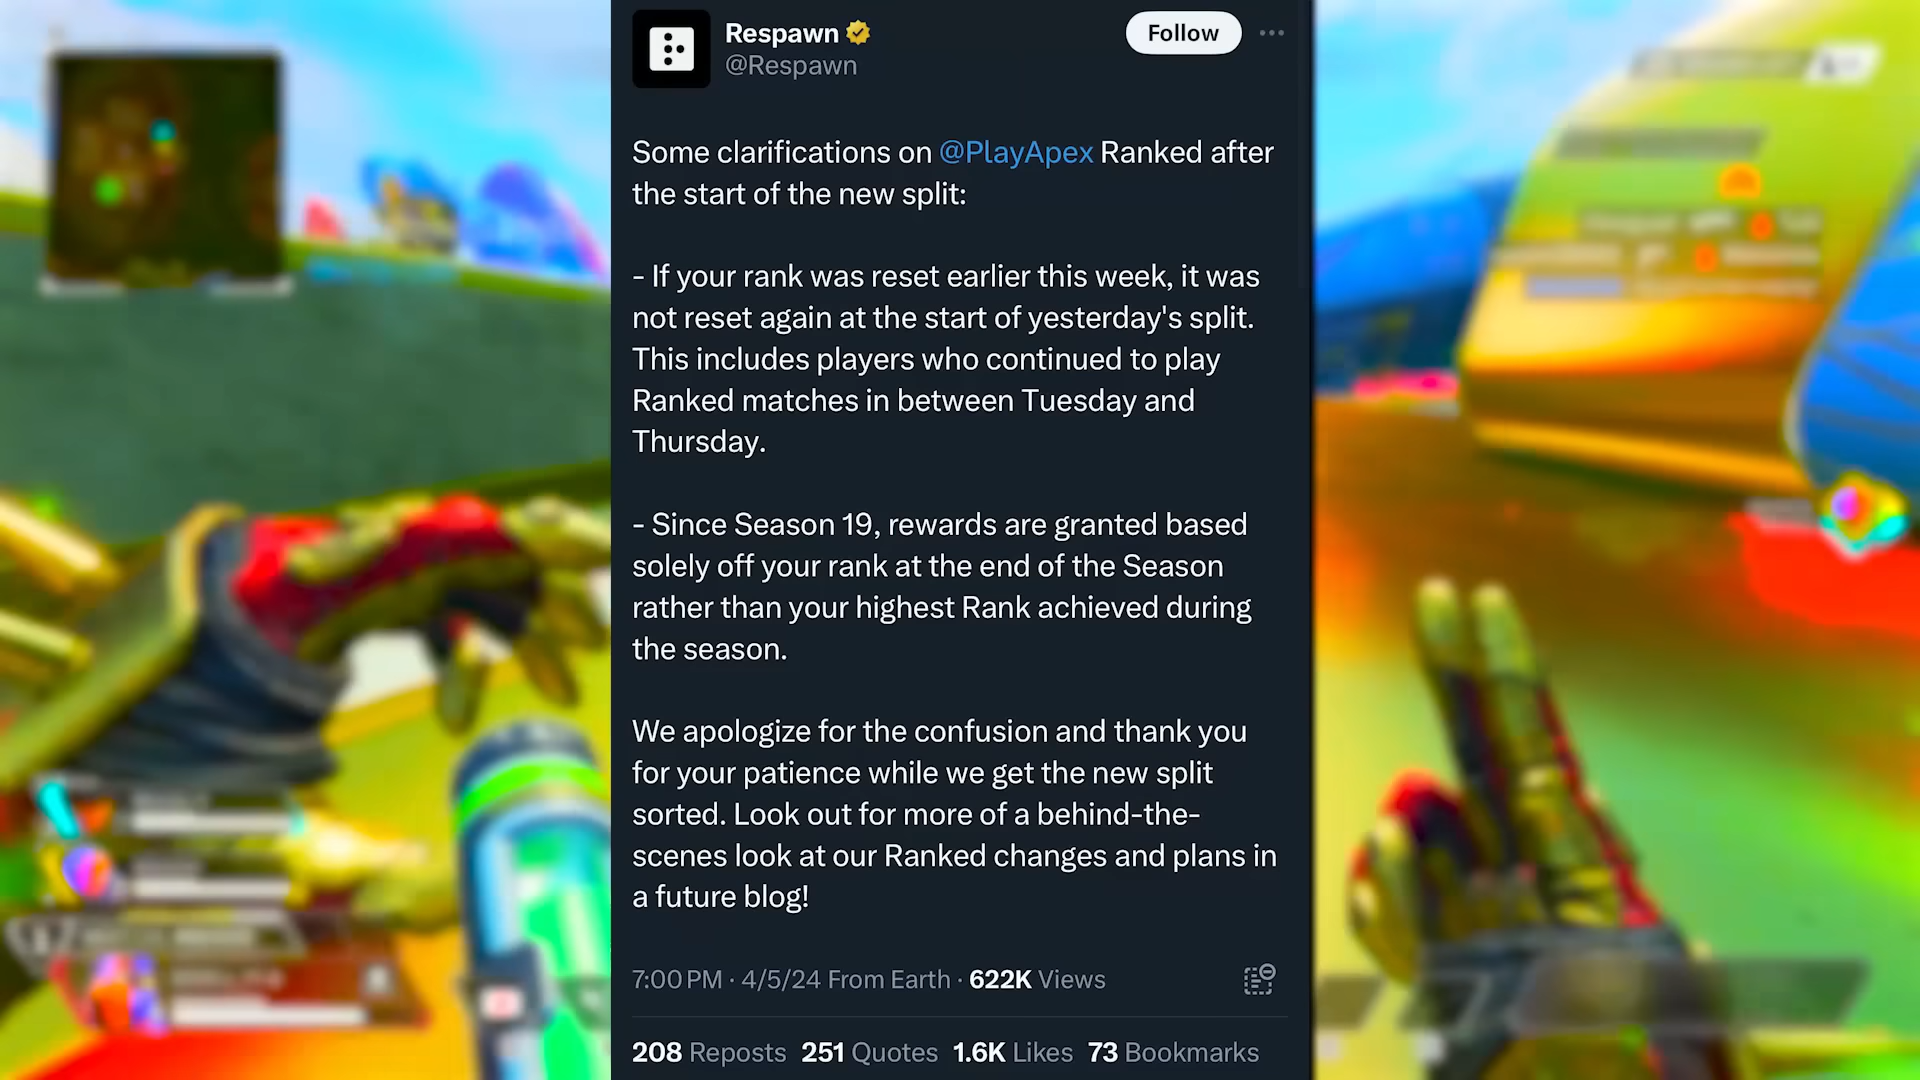 Respawn
@Respawn
Follow
Some clarifications on @PlayApex Ranked after
the start of the new split:
- If your rank was reset earlier this week, it was
not reset again at the start of yesterday's split.
This includes players who continued to play
Ranked matches in between Tuesday and
Thursday.
- Since Season 19, rewards are granted based
solely off your rank at the end of the Season
rather than your highest Rank achieved during
the season.
We apologize for the confusion and thank you
for your patience while we get the new split
sorted. Look out for more of a behind-the-
scenes look at our Ranked changes and plans in
a future blog!
7:00 PM · 4/5/24 From Earth · 622K Views
208 Reposts 251 Quotes 1.6K Likes 73 Bookmarks